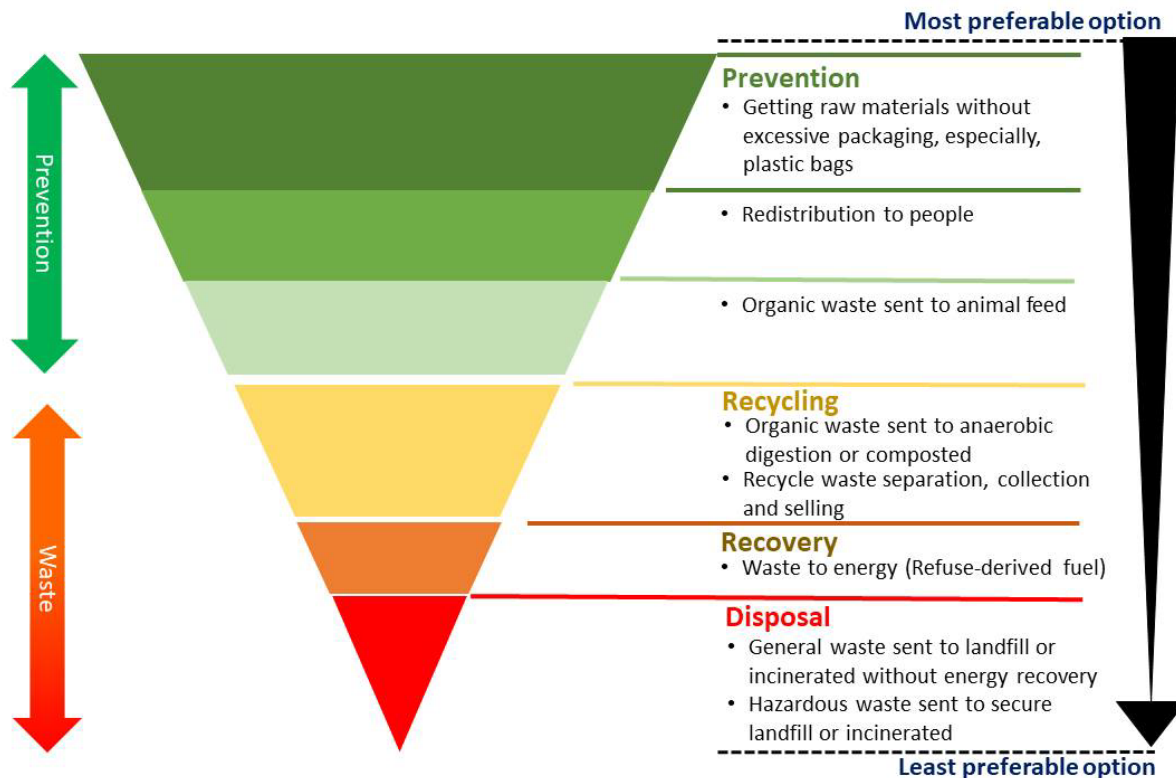 Most preferable option
Prevention
• Getting raw materials without
excessive packaging, especially,
plastic bags
• Redistribution to people
• Organic waste sent to animal feed
Prevention
Recycling
• Organic waste sent to anaerobic
digestion or composted
• Recycle waste separation, collection
and selling
Recovery
• Waste to energy (Refuse-derived fuel)
Disposal
• General waste sent to landfill or
incinerated without energy recovery
• Hazardous waste sent to secure
landfill or incinerated
Waste
Least preferable option